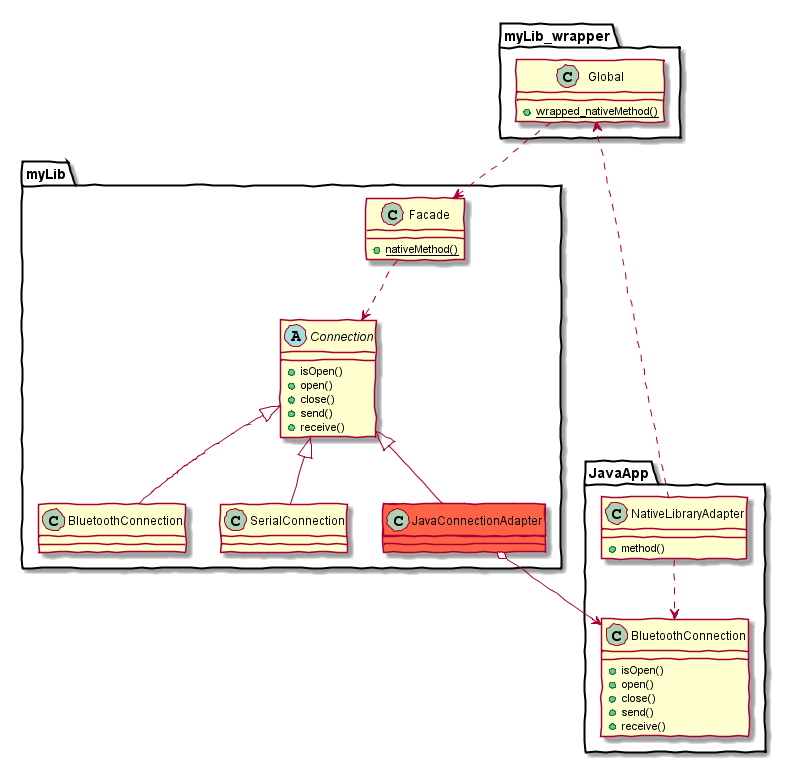 myLib_wrapper
C Global
wrapped_nativeMethod()
myLib
C Facade
nativeMethod()
A Connection
isOpen()
open()
close()
send()
receive()
C BluetoothConnection
C SerialConnection
C JavaConnectionAdapter
JavaApp
C NativeLibraryAdapter
method()
C BluetoothConnection
isOpen()
open()
close()
send()
receive()